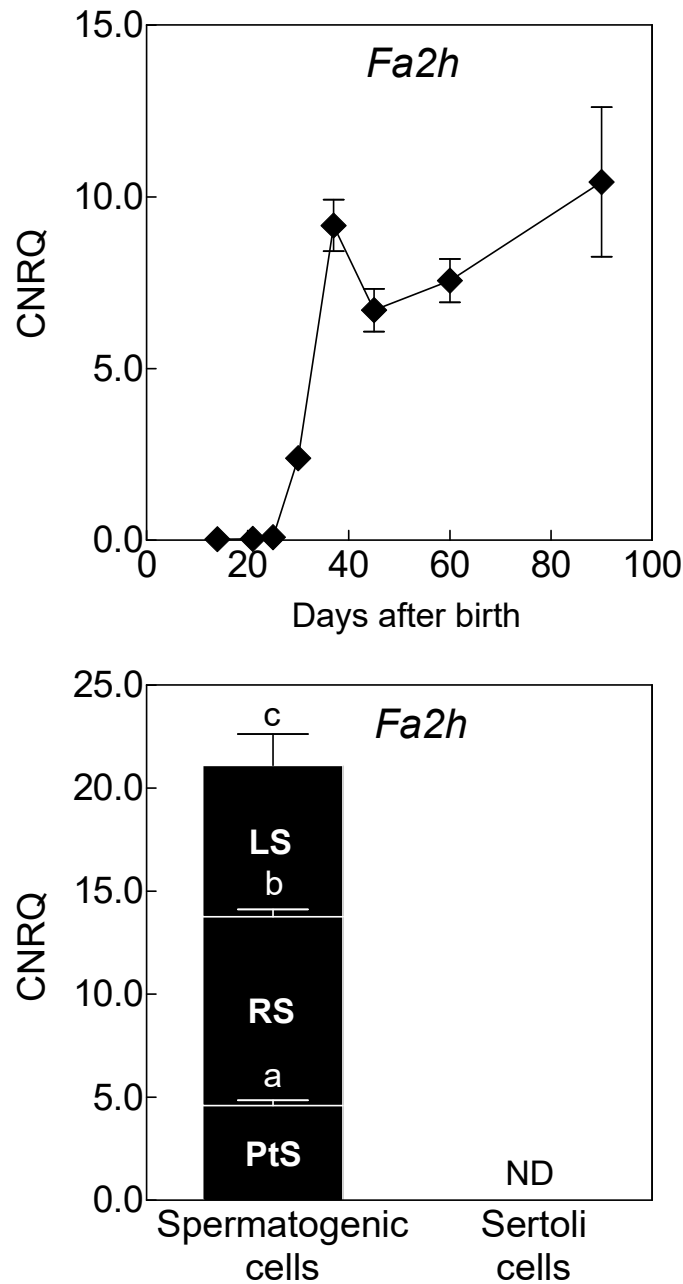 15.0
Fa2h
10.0
CNRQ
5.0
0.0
0 20 40 60 80 100
Days after birth
25.0
c
Fa2h
20.0
LS
b
15.0
CNRQ
10.0
RS
a
5.0
PtS
ND
0.0
Spermatogenic Sertoli
cells cells